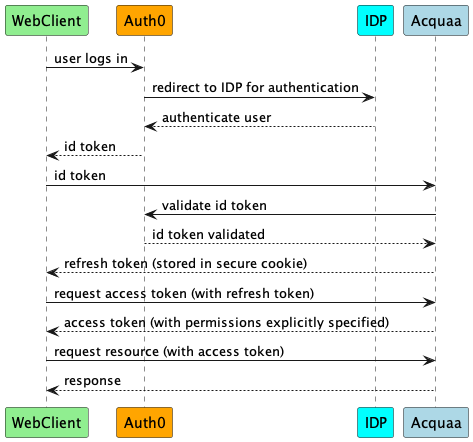 WebClient Auth0 IDP Acquaa
user logs in
redirect to IDP for authentication
authenticate user
id token
id token
validate id token
id token validated
refresh token (stored in secure cookie)
request access token (with refresh token)
access token (with permissions explicitly specified)
request resource (with access token)
response
WebClient Auth0 IDP Acquaa